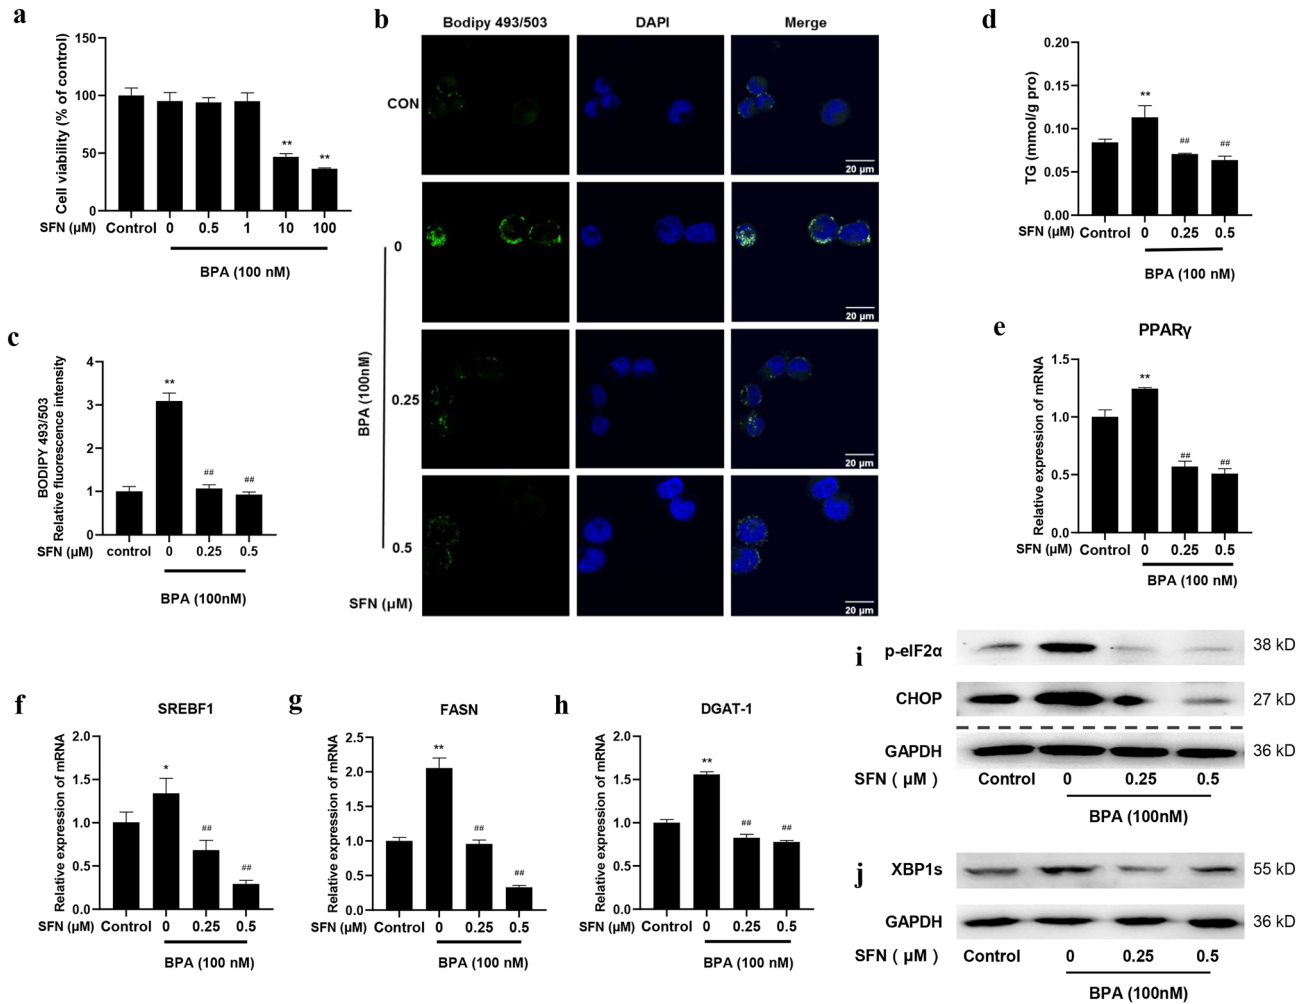 a
Cell viability (% of control)
150
100
50
0
**
**
SFN (μM) Control 0 0.5 1 10 100
BPA (100 nM)
b
Bodipy 493/503 DAPI Merge
CON
20 μm
0
20 μm
BPA (100nM)
0.25
20 μm
0.5
20 μm
SFN (μM)
c
BODIPY 493/503
Relative fluorescence intensity
4
3
2
1
0
**
##
##
SFN (μM) control 0 0.25 0.5
BPA (100nM)
d
TG (mmol/g pro)
0.20
0.15
0.10
0.05
0.00
**
##
##
SFN (μM) Control 0 0.25 0.5
BPA (100 nM)
e
PPARγ
Relative expression of mRNA
1.5
1.0
0.5
0.0
**
##
##
SFN (μM) Control 0 0.25 0.5
BPA (100 nM)
f
SREBF1
Relative expression of mRNA
2.0
1.5
1.0
0.5
0.0
*
##
##
SFN (μM) Control 0 0.25 0.5
BPA (100 nM)
g
FASN
Relative expression of mRNA
2.5
2.0
1.5
1.0
0.5
0.0
**
##
##
SFN (μM) Control 0 0.25 0.5
BPA (100 nM)
h
DGAT-1
Relative expression of mRNA
2.0
1.5
1.0
0.5
0.0
**
##
##
SFN (μM) Control 0 0.25 0.5
BPA (100 nM)
i
p-eIF2α 38 kD
CHOP 27 kD
GAPDH 36 kD
SFN ( μM ) Control 0 0.25 0.5
BPA (100nM)
j
XBP1s 55 kD
GAPDH 36 kD
SFN ( μM ) Control 0 0.25 0.5
BPA (100nM)